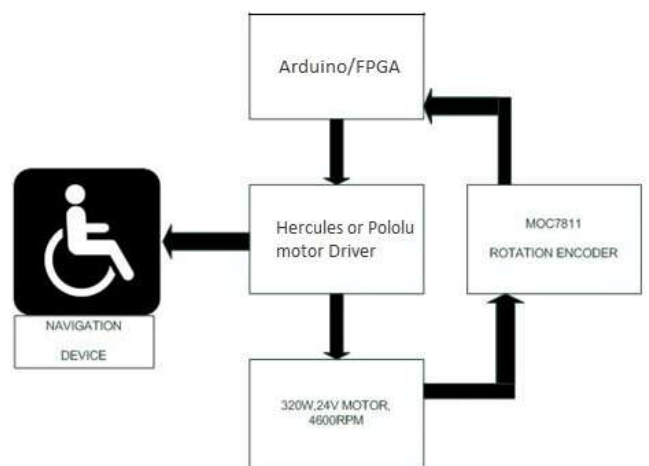 Arduino/FPGA
Hercules or Pololu
motor Driver
MOC7811
ROTATION ENCODER
NAVIGATION
DEVICE
320W,24V MOTOR,
4600RPM